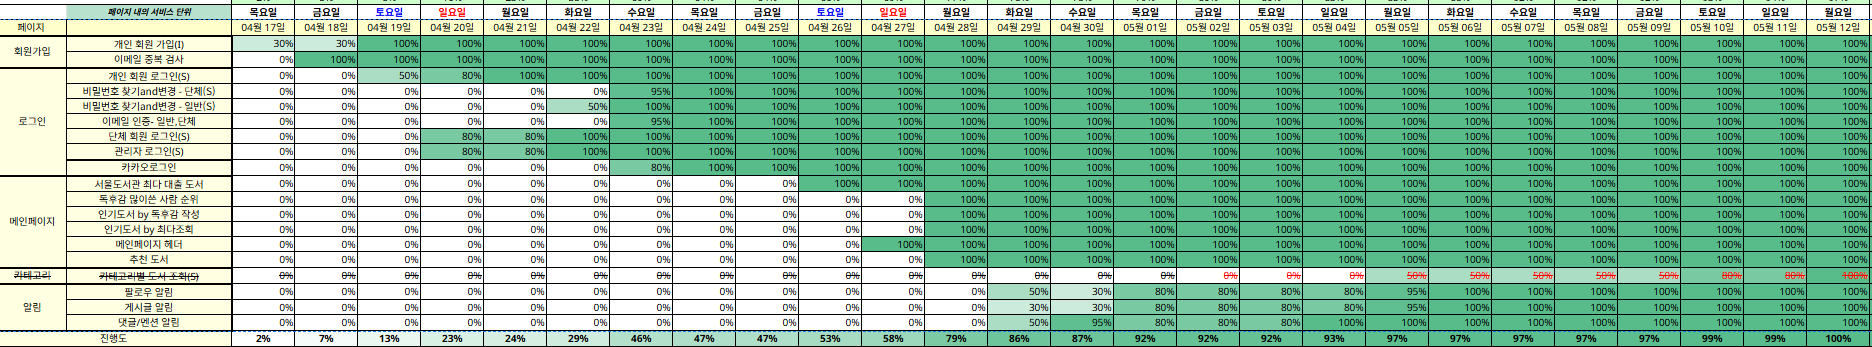 페이지 내의 서비스 단위 목요일 금요일 토요일 일요일 월요일 화요일 수요일 목요일 금요일 토요일 일요일 월요일 화요일 수요일 목요일 금요일 토요일 일요일 월요일 화요일 수요일 목요일 금요일 토요일 일요일 월요일
페이지 04월 17일 04월 18일 04월 19일 04월 20일 04월 21일 04월 22일 04월 23일 04월 24일 04월 25일 04월 26일 04월 27일 04월 28일 04월 29일 04월 30일 05월 01일 05월 02일 05월 03일 05월 04일 05월 05일 05월 06일 05월 07일 05월 08일 05월 09일 05월 10일 05월 11일 05월 12일
회원가입 개인 회원 가입(I) 30% 30% 100% 100% 100% 100% 100% 100% 100% 100% 100% 100% 100% 100% 100% 100% 100% 100% 100% 100% 100% 100% 100% 100% 100% 100%
이메일 중복 검사 0% 100% 100% 100% 100% 100% 100% 100% 100% 100% 100% 100% 100% 100% 100% 100% 100% 100% 100% 100% 100% 100% 100% 100% 100% 100%
로그인 개인 회원 로그인(S) 0% 0% 50% 80% 100% 100% 100% 100% 100% 100% 100% 100% 100% 100% 100% 100% 100% 100% 100% 100% 100% 100% 100% 100% 100% 100%
비밀번호 찾기and변경 - 단체(S) 0% 0% 0% 0% 0% 0% 95% 100% 100% 100% 100% 100% 100% 100% 100% 100% 100% 100% 100% 100% 100% 100% 100% 100% 100% 100%
비밀번호 찾기and변경 - 일반(S) 0% 0% 0% 0% 0% 50% 100% 100% 100% 100% 100% 100% 100% 100% 100% 100% 100% 100% 100% 100% 100% 100% 100% 100% 100% 100%
이메일 인증- 일반,단체 0% 0% 0% 0% 0% 0% 95% 100% 100% 100% 100% 100% 100% 100% 100% 100% 100% 100% 100% 100% 100% 100% 100% 100% 100% 100%
단체 회원 로그인(S) 0% 0% 0% 80% 80% 100% 100% 100% 100% 100% 100% 100% 100% 100% 100% 100% 100% 100% 100% 100% 100% 100% 100% 100% 100% 100%
관리자 로그인(S) 0% 0% 0% 80% 80% 100% 100% 100% 100% 100% 100% 100% 100% 100% 100% 100% 100% 100% 100% 100% 100% 100% 100% 100% 100% 100%
카카오로그인 0% 0% 0% 0% 0% 0% 80% 100% 100% 100% 100% 100% 100% 100% 100% 100% 100% 100% 100% 100% 100% 100% 100% 100% 100% 100%
메인페이지 서울도서관 최다 대출 도서 0% 0% 0% 0% 0% 0% 0% 0% 0% 100% 100% 100% 100% 100% 100% 100% 100% 100% 100% 100% 100% 100% 100% 100% 100% 100%
독후감 많이쓴 사람 순위 0% 0% 0% 0% 0% 0% 0% 0% 0% 0% 0% 100% 100% 100% 100% 100% 100% 100% 100% 100% 100% 100% 100% 100% 100% 100%
인기도서 by 독후감 작성 0% 0% 0% 0% 0% 0% 0% 0% 0% 0% 0% 100% 100% 100% 100% 100% 100% 100% 100% 100% 100% 100% 100% 100% 100% 100%
인기도서 by 최다조회 0% 0% 0% 0% 0% 0% 0% 0% 0% 0% 0% 100% 100% 100% 100% 100% 100% 100% 100% 100% 100% 100% 100% 100% 100% 100%
메인페이지 헤더 0% 0% 0% 0% 0% 0% 0% 0% 0% 0% 100% 100% 100% 100% 100% 100% 100% 100% 100% 100% 100% 100% 100% 100% 100% 100%
추천 도서 0% 0% 0% 0% 0% 0% 0% 0% 0% 0% 0% 100% 100% 100% 100% 100% 100% 100% 100% 100% 100% 100% 100% 100% 100% 100%
카테고리 카테고리별 도서 조회(S) 0% 0% 0% 0% 0% 0% 0% 0% 0% 0% 0% 0% 0% 0% 0% 0% 0% 0% 50% 50% 50% 50% 50% 80% 80% 100%
알림 팔로우 알림 0% 0% 0% 0% 0% 0% 0% 0% 0% 0% 0% 0% 50% 30% 80% 80% 80% 80% 95% 100% 100% 100% 100% 100% 100% 100%
게시글 알림 0% 0% 0% 0% 0% 0% 0% 0% 0% 0% 0% 0% 30% 30% 80% 80% 80% 80% 95% 100% 100% 100% 100% 100% 100% 100%
댓글/멘션 알림 0% 0% 0% 0% 0% 0% 0% 0% 0% 0% 0% 0% 50% 95% 80% 80% 80% 100% 100% 100% 100% 100% 100% 100% 100% 100%
진행도 2% 7% 13% 23% 24% 29% 46% 47% 47% 53% 58% 79% 86% 87% 92% 92% 92% 93% 97% 97% 97% 97% 97% 99% 99% 100%